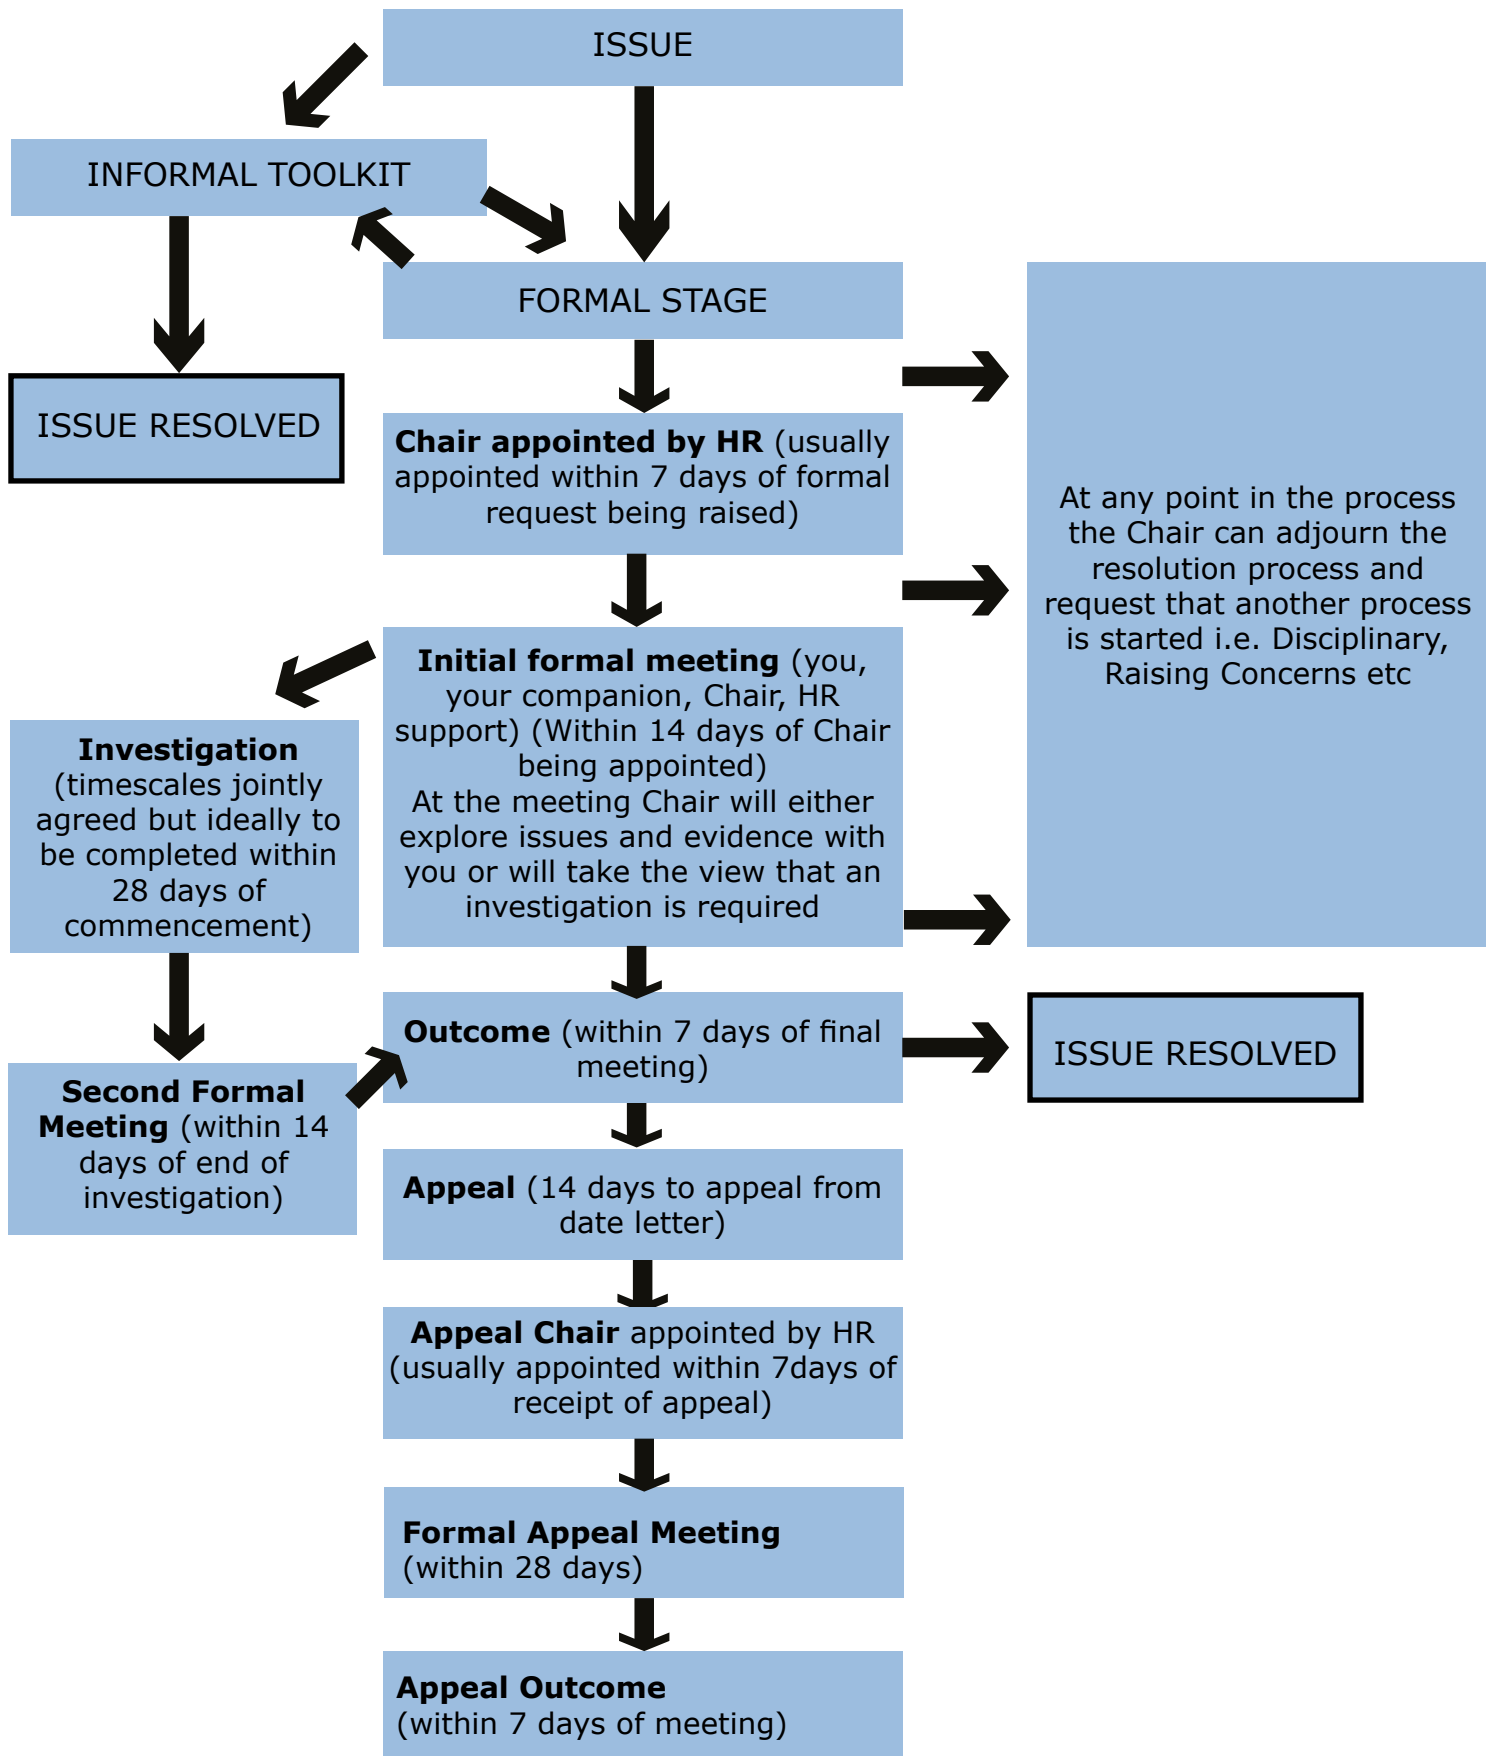 ISSUE
INFORMAL TOOLKIT
FORMAL STAGE
ISSUE RESOLVED
Chair appointed by HR (usually
appointed within 7 days of formal
request being raised)
At any point in the process
the Chair can adjourn the
resolution process and
request that another process
is started i.e. Disciplinary,
Raising Concerns etc
Initial formal meeting (you,
your companion, Chair, HR
support) (Within 14 days of Chair
being appointed)
At the meeting Chair will either
explore issues and evidence with
you or will take the view that an
investigation is required
Investigation
(timescales jointly
agreed but ideally to
be completed within
28 days of
commencement)
Second Formal
Meeting (within 14
days of end of
investigation)
Outcome (within 7 days of final
meeting)
ISSUE RESOLVED
Appeal (14 days to appeal from
date letter)
Appeal Chair appointed by HR
(usually appointed within 7days of
receipt of appeal)
Formal Appeal Meeting
(within 28 days)
Appeal Outcome
(within 7 days of meeting)